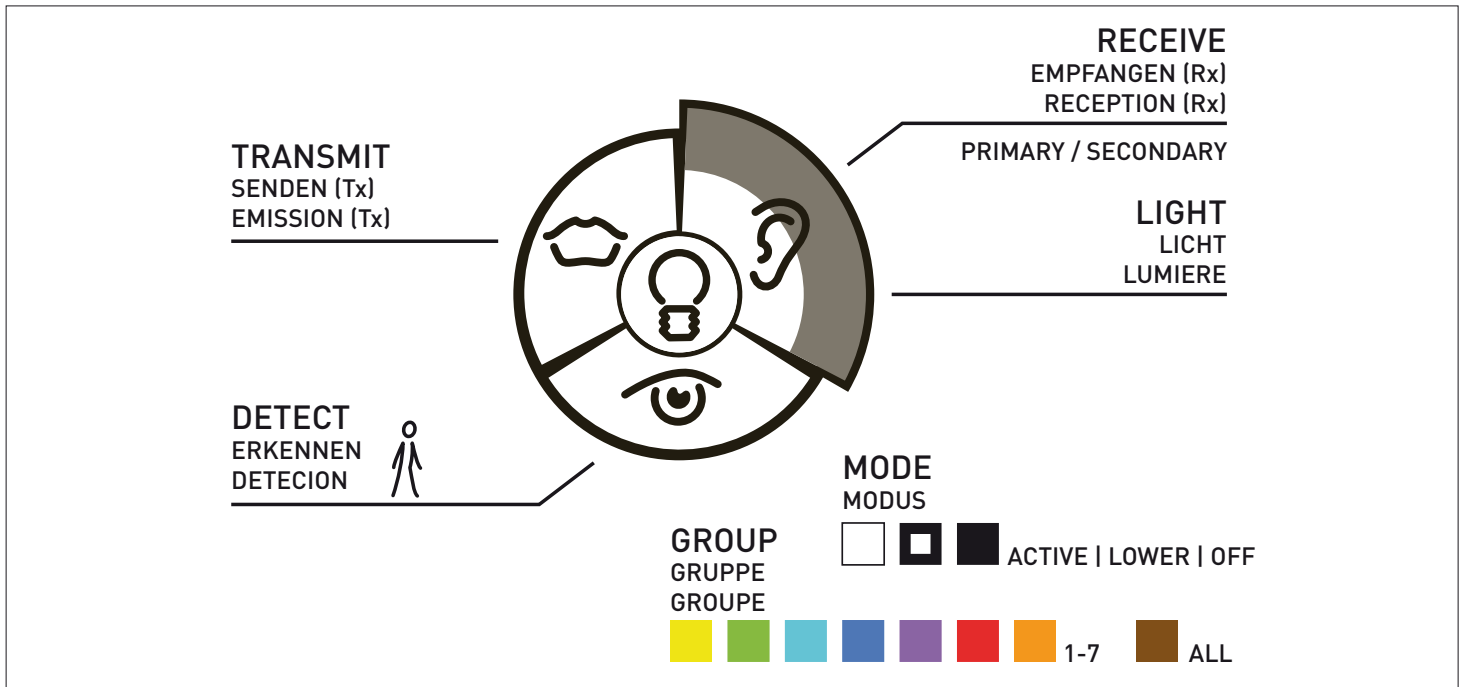 TRANSMIT
SENDEN (Tx)
EMISSION (Tx)
RECEIVE
EMPFANGEN (Rx)
RECEPTION (Rx)
PRIMARY / SECONDARY
LIGHT
LICHT
LUMIERE
DETECT
ERKENNEN
DETECION
MODE
MODUS
ACTIVE | LOWER | OFF
GROUP
GRUPPE
GROUPE
1-7 ALL